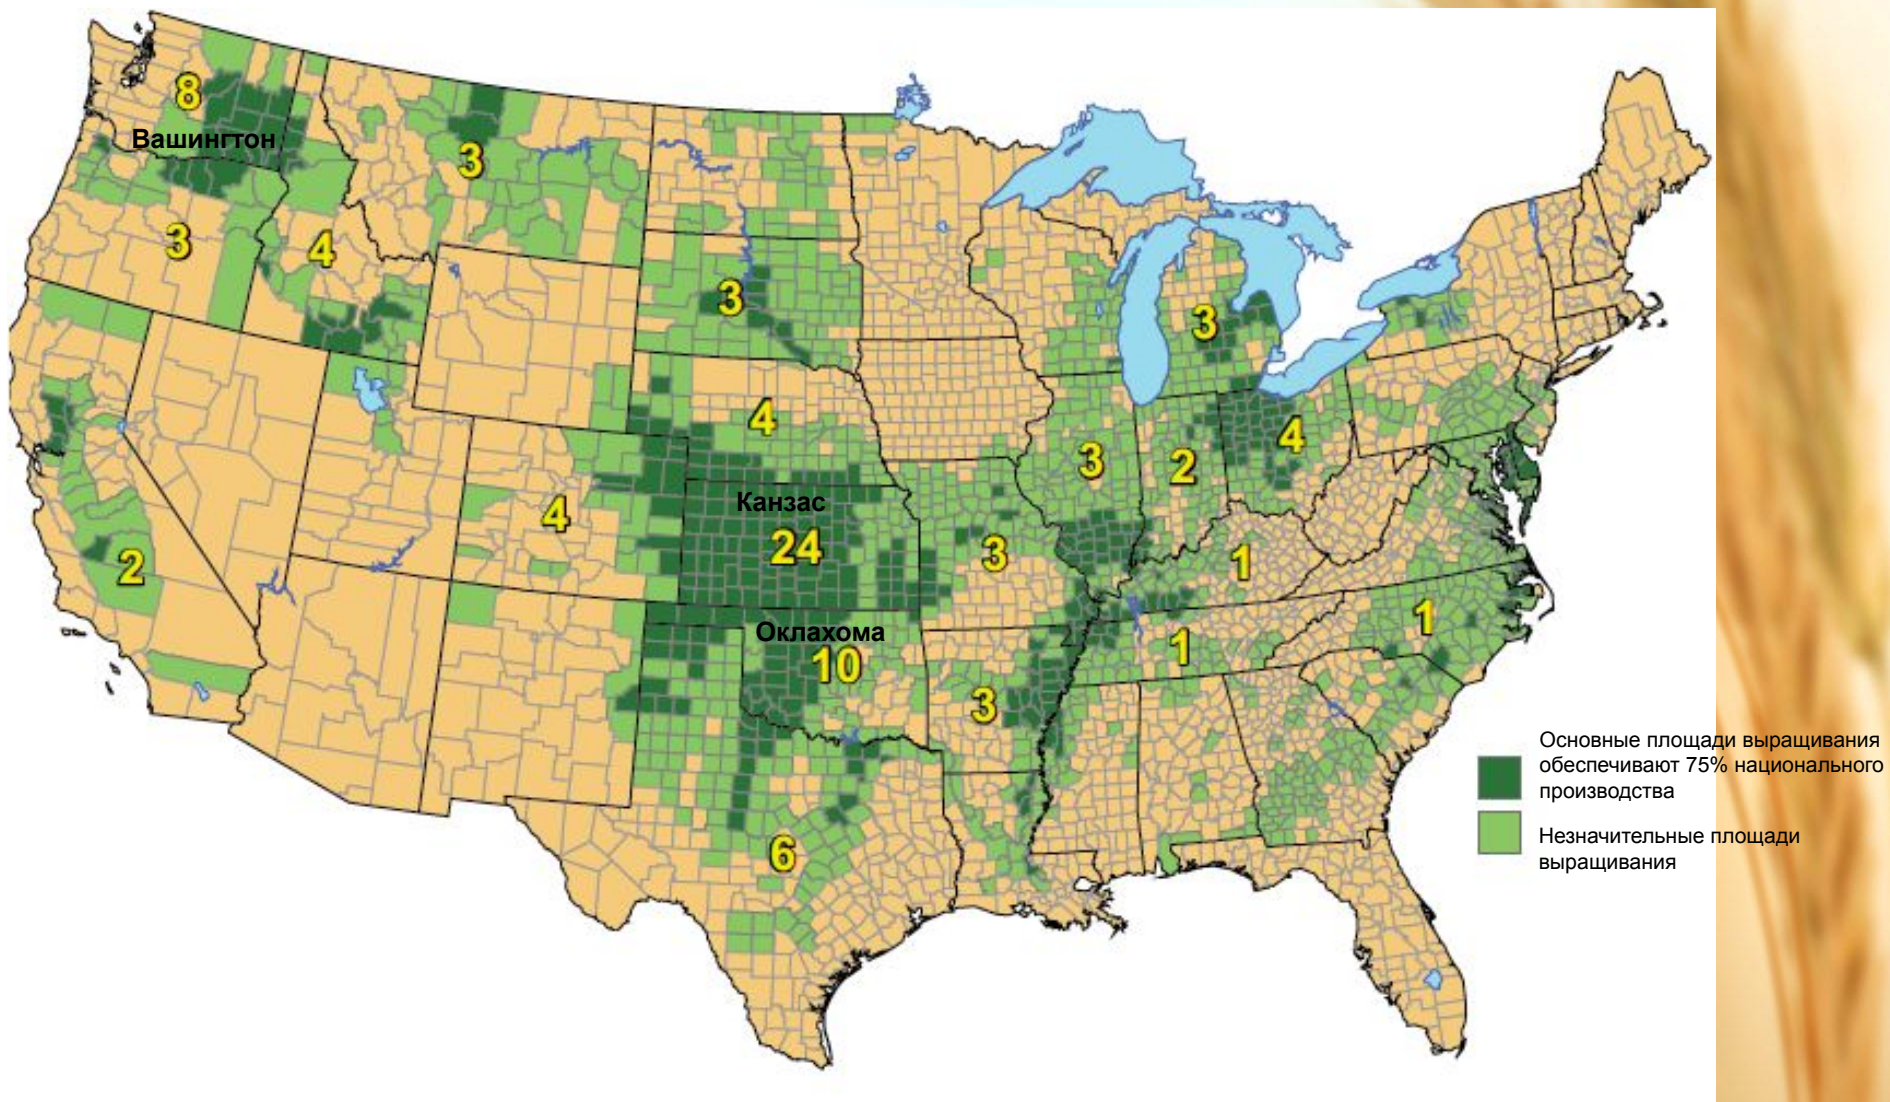 8
Вашингтон
3
3
4
3
3
4
4
3
2
4
Канзас
24
3
1
2
Оклахома
10
1
1
3
6
Основные площади выращивания
обеспечивают 75% национального
производства
Незначительные площади
выращивания